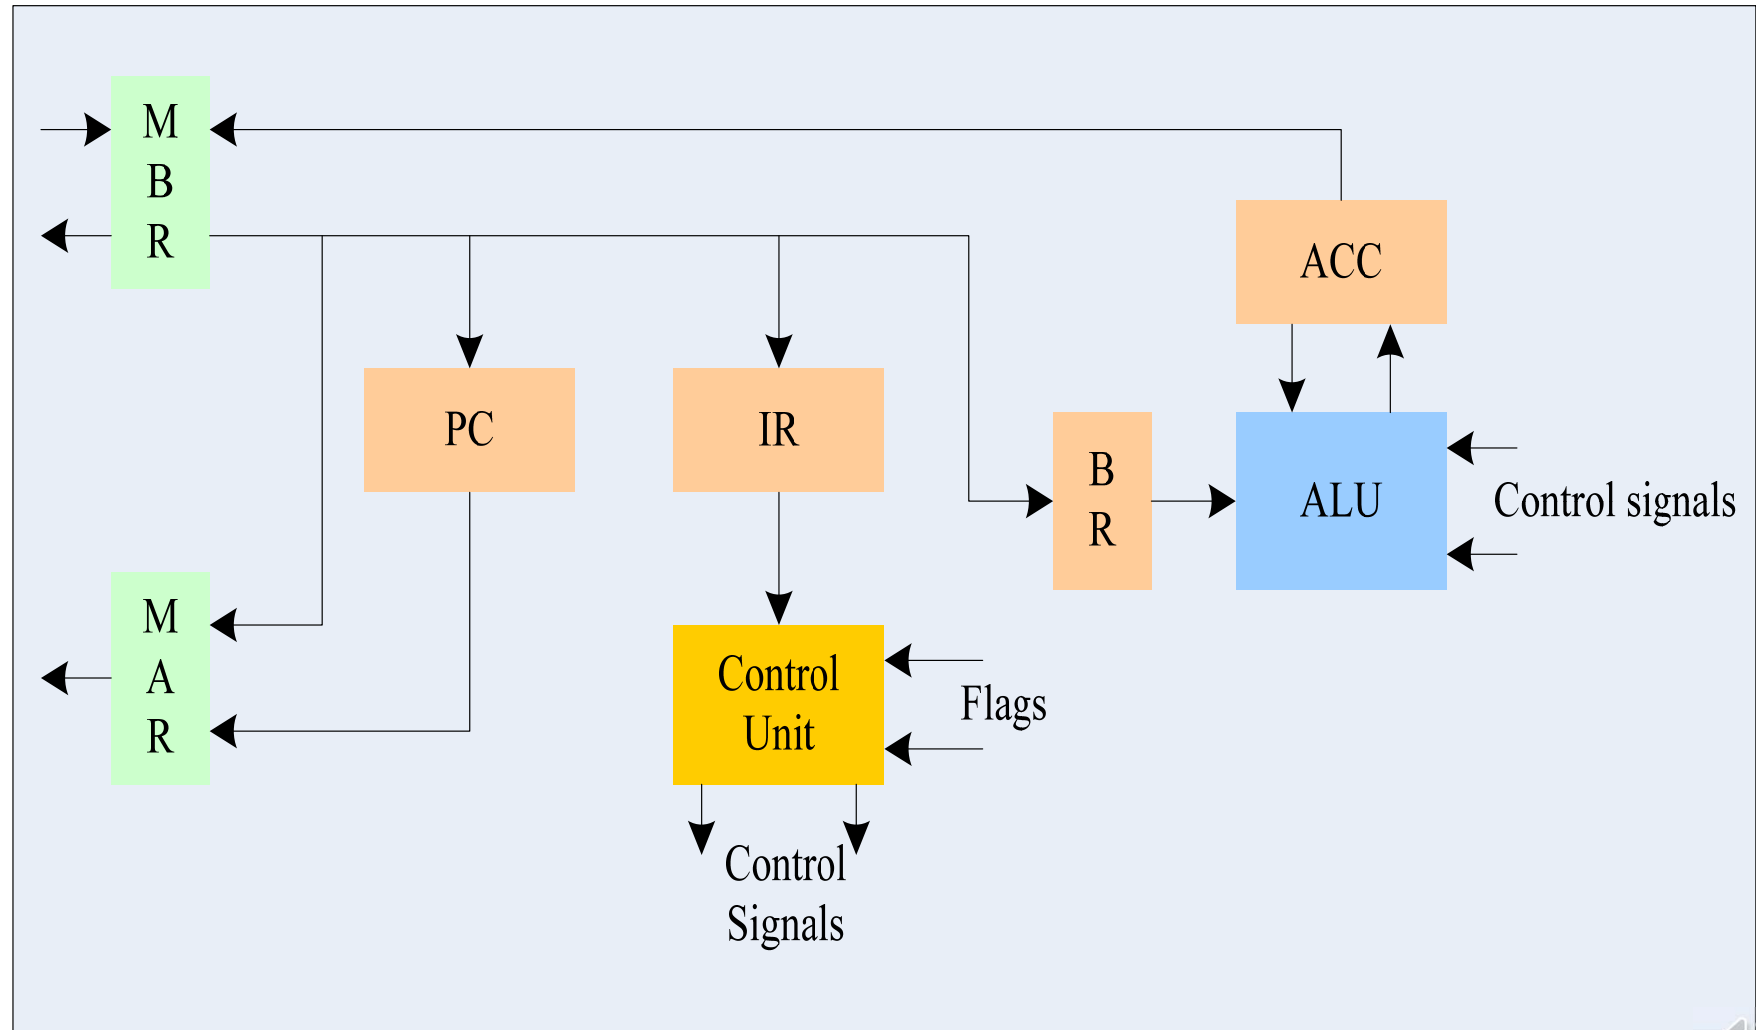 M
B
R
ACC
PC
IR
B
R
ALU
Control signals
M
A
R
Control
Unit
Flags
Control
Signals